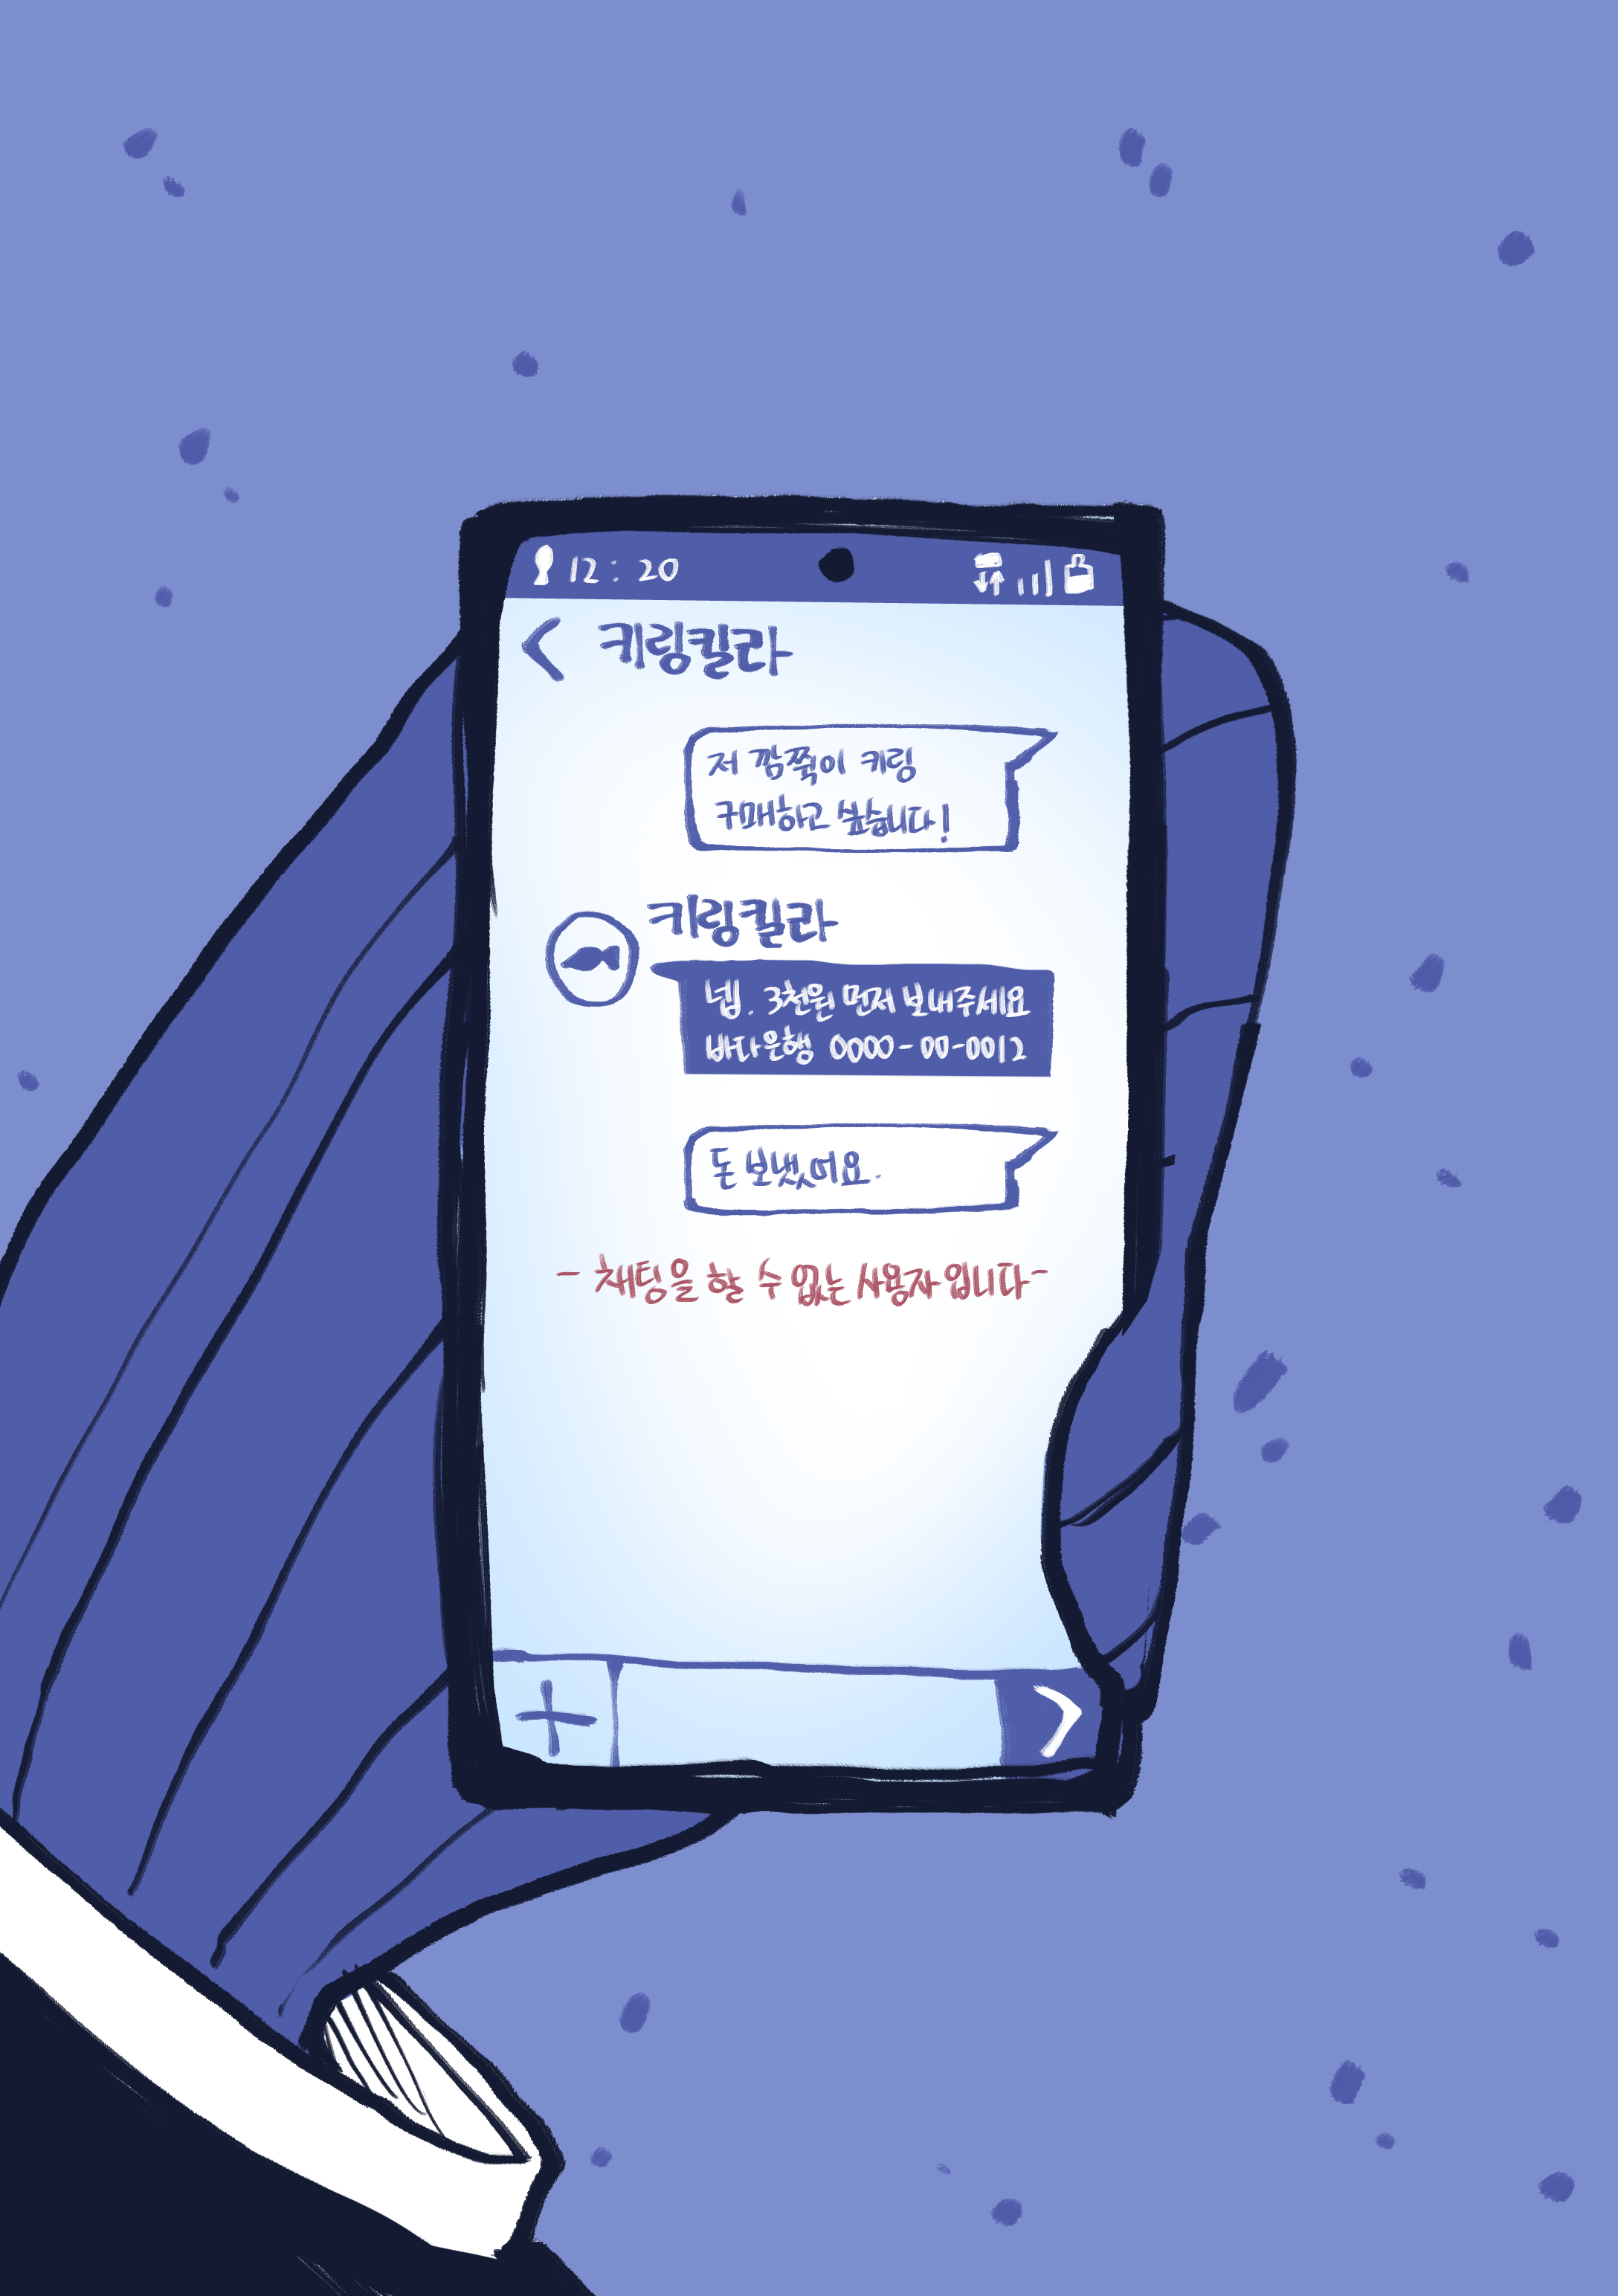 12:20
키링킬라
저 깜찍이 키링
구매하고 싶습니다!
키링킬라
넵. 3천원 먼저 보내주세요
바다은행 0000-00-0012
돈 보냈어요.
- 채팅을 할 수 없는 사용자 입니다 -